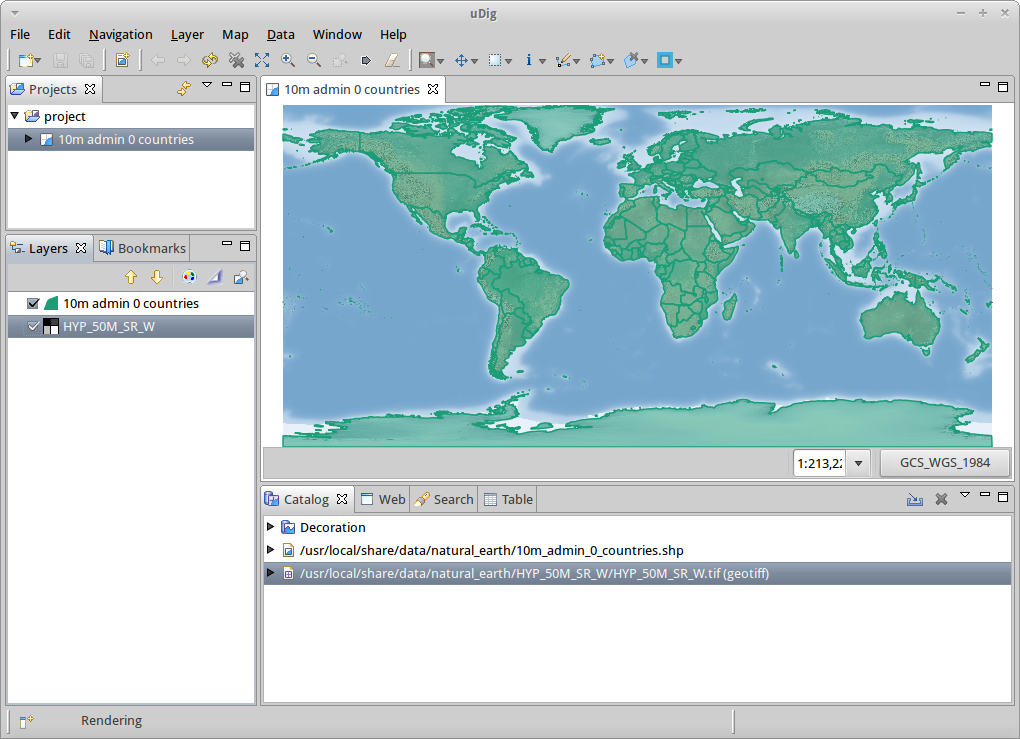 uDig
File Edit Navigation Layer Map Data Window Help
Projects
project
10m admin 0 countries
Layers Bookmarks
10m admin 0 countries
HYP_50M_SR_W
10m admin 0 countries
1:213,22
GCS_WGS_1984
Catalog Web Search Table
Decoration
/usr/local/share/data/natural_earth/10m_admin_0_countries.shp
/usr/local/share/data/natural_earth/HYP_50M_SR_W/HYP_50M_SR_W.tif (geotiff)
Rendering